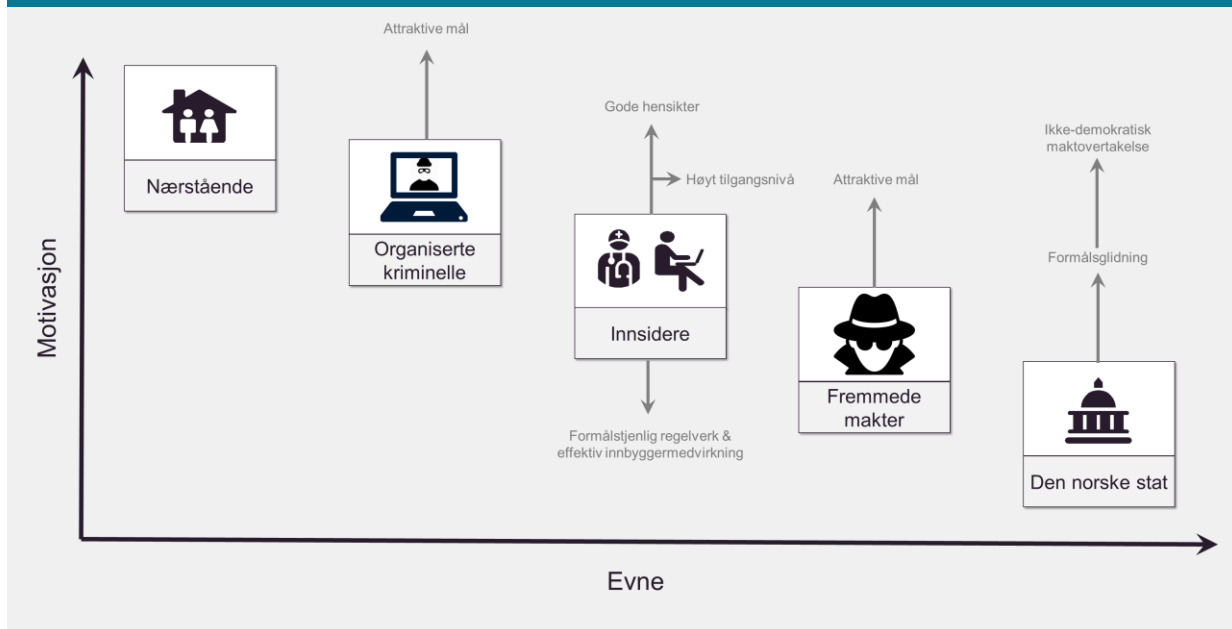 Attraktive mål
Nærstående
Organiserte
kriminelle
Gode hensikter
Høyt tilgangsnivå
Innsidere
Formålstjenlig regelverk &
effektiv innbyggermedvirkning
Attraktive mål
Fremmede
makter
Ikke-demokratisk
maktovertakelse
Formålsglidning
Den norske stat
Motivasjon
Evne